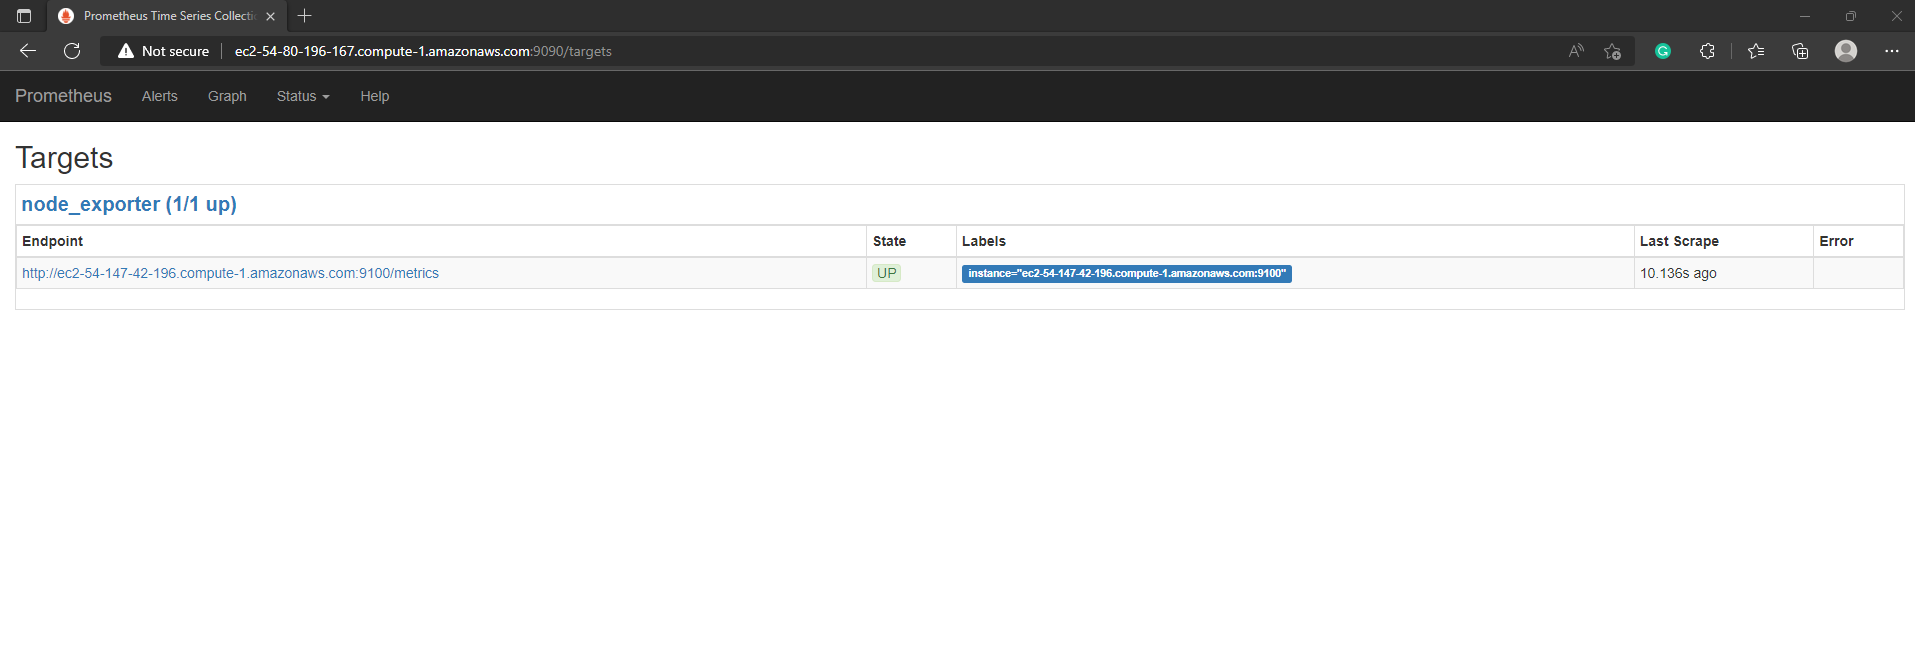 Prometheus Time Series Collecti
Not secure ec2-54-80-196-167.compute-1.amazonaws.com:9090/targets
Prometheus Alerts Graph Status Help
Targets
node_exporter (1/1 up)
Endpoint State Labels Last Scrape Error
http://ec2-54-147-42-196.compute-1.amazonaws.com:9100/metrics UP instance="ec2-54-147-42-196.compute-1.amazonaws.com:9100" 10.136s ago